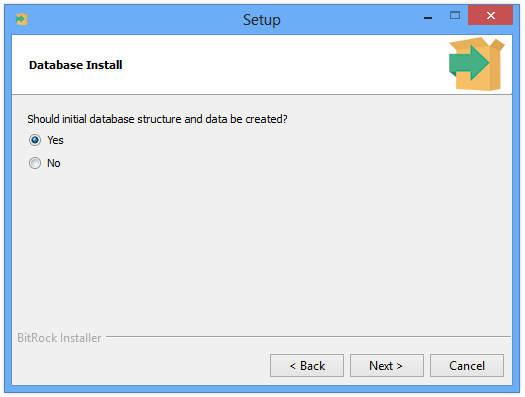 Setup
Database Install
Should initial database structure and data be created?
Yes
No
BitRock Installer
< Back Next > Cancel